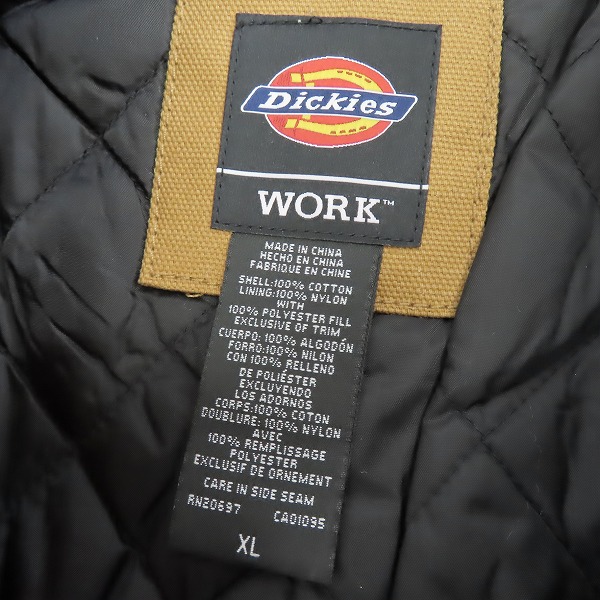 Dickies
WORK™
MADE IN CHINA
HECHO EN CHINA
FABRIQUE EN CHINE
SHELL:100% COTTON
LINING:100% NYLON
WITH
100% POLYESTER FILL
EXCLUSIVE OF TRIM
CUERPO: 100% ALGODÓN
FORRO:100% NILON
CON 100% RELLENO
DE POLIÉSTER
EXCLUYENDO
LOS ADORNOS
CORPS:100% COTON
DOUBLURE: 100% NYLON
AVEC
100% REMPLISSAGE
POLYESTER
EXCLUSIF DE ORNEMENT
CARE IN SIDE SEAM
RN20697 CA01095
XL